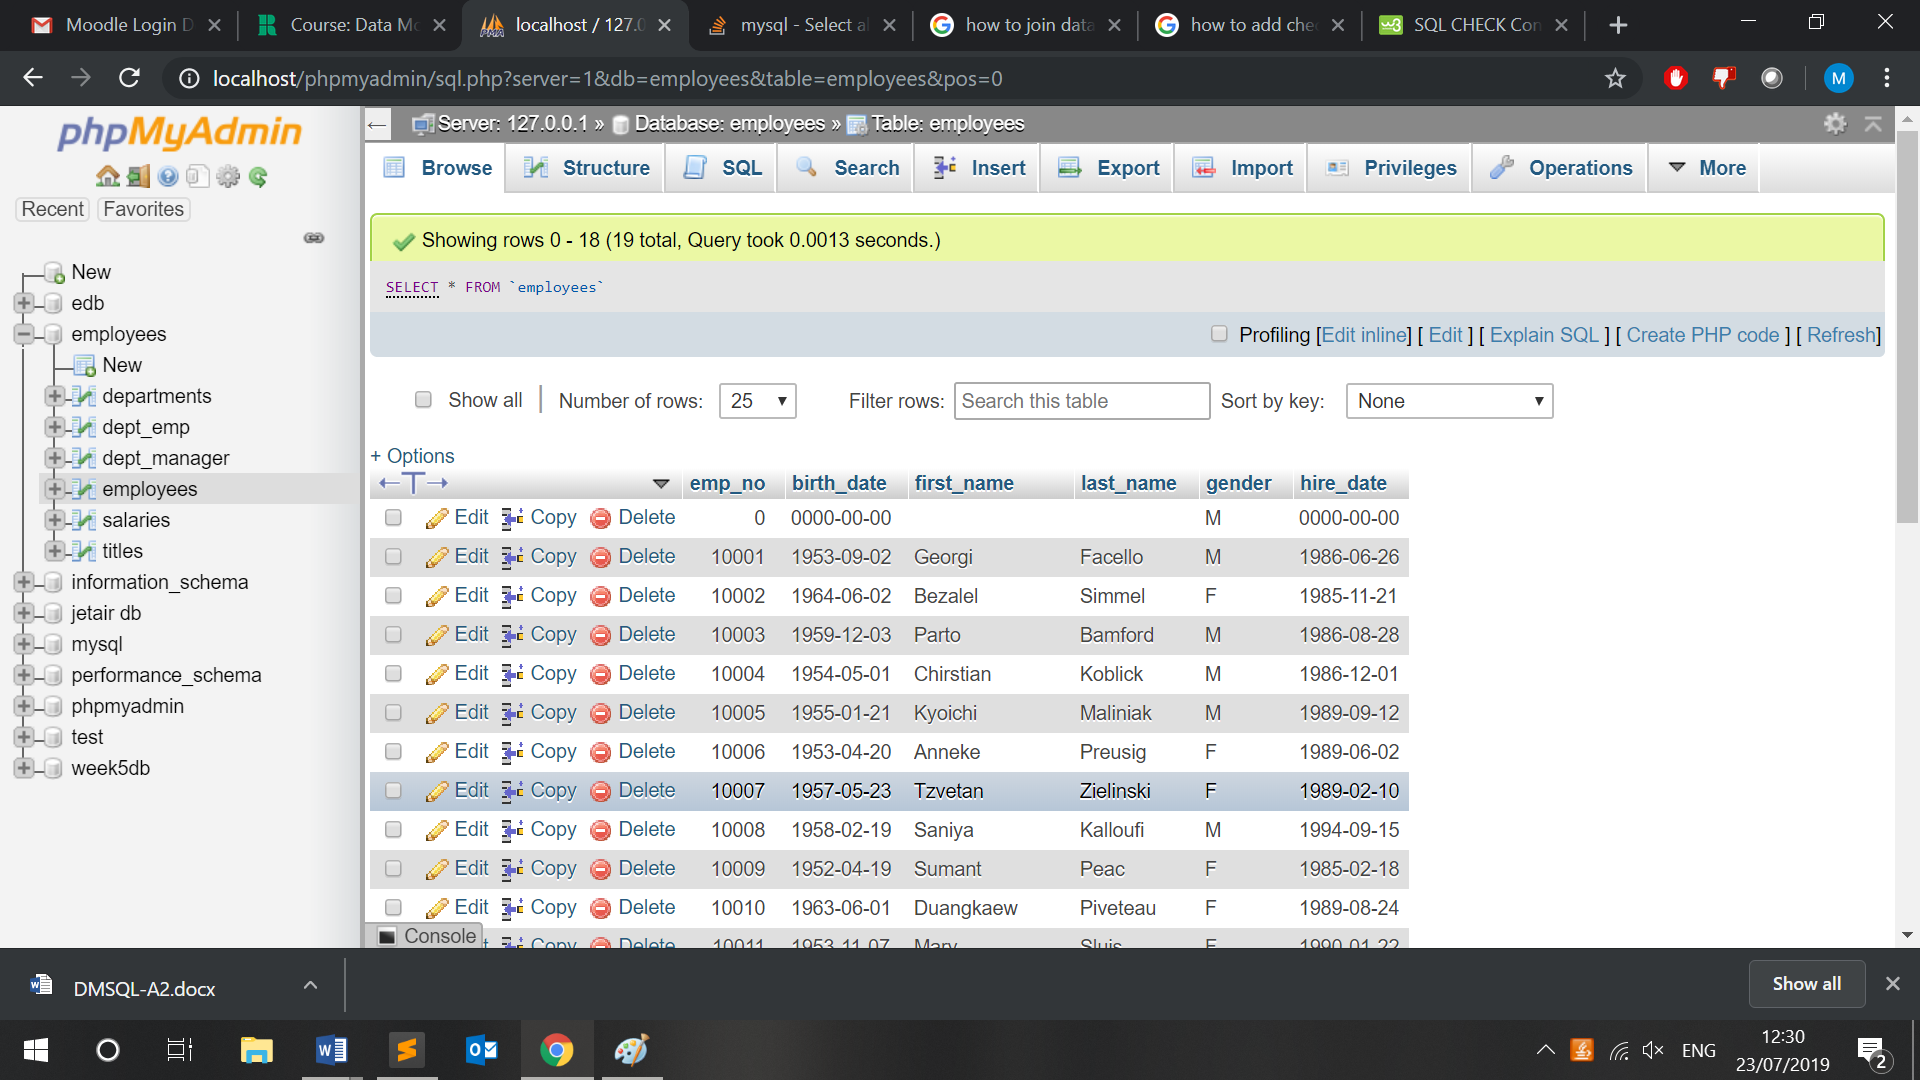 Moodle Login D
Course: Data Mo
localhost / 127.0
mysql - Select al
how to join data
how to add che
SQL CHECK Con
localhost/phpmyadmin/sql.php?server=1&db=employees&table=employees&pos=0
M
phpMyAdmin
Recent Favorites
New
edb
employees
New
departments
dept_emp
dept_manager
employees
salaries
titles
information_schema
jetair db
mysql
performance_schema
phpmyadmin
test
week5db
Server: 127.0.0.1 » Database: employees » Table: employees
Browse Structure SQL Search Insert Export Import Privileges Operations More
Showing rows 0 - 18 (19 total, Query took 0.0013 seconds.)
SELECT * FROM `employees`
Profiling [Edit inline] [ Edit ] [ Explain SQL ] [ Create PHP code ] [ Refresh]
Show all Number of rows: 25 Filter rows: Search this table Sort by key: None
+ Options
emp_no birth_date first_name last_name gender hire_date
Edit Copy Delete 0 0000-00-00 M 0000-00-00
Edit Copy Delete 10001 1953-09-02 Georgi Facello M 1986-06-26
Edit Copy Delete 10002 1964-06-02 Bezalel Simmel F 1985-11-21
Edit Copy Delete 10003 1959-12-03 Parto Bamford M 1986-08-28
Edit Copy Delete 10004 1954-05-01 Chirstian Koblick M 1986-12-01
Edit Copy Delete 10005 1955-01-21 Kyoichi Maliniak M 1989-09-12
Edit Copy Delete 10006 1953-04-20 Anneke Preusig F 1989-06-02
Edit Copy Delete 10007 1957-05-23 Tzvetan Zielinski F 1989-02-10
Edit Copy Delete 10008 1958-02-19 Saniya Kalloufi M 1994-09-15
Edit Copy Delete 10009 1952-04-19 Sumant Peac F 1985-02-18
Edit Copy Delete 10010 1963-06-01 Duangkaew Piveteau F 1989-08-24
Copy Delete 10011 1953-11-07 Mary Sluis F 1990-01-22
Console
DMSQL-A2.docx
Show all
ENG
12:30
23/07/2019
2